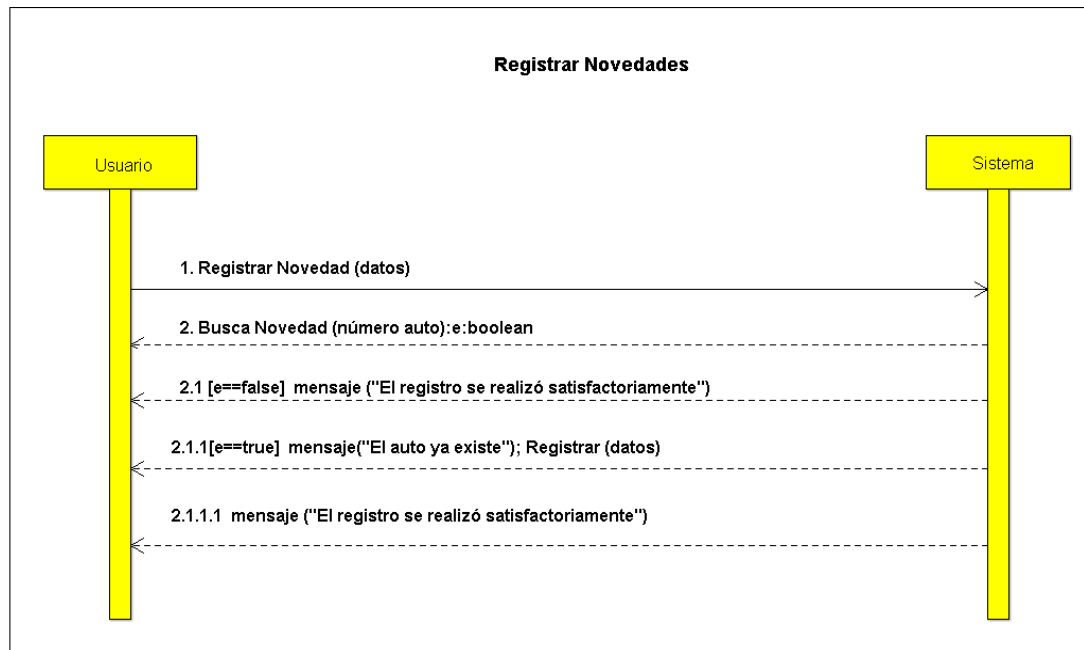 Registrar Novedades
Usuario
Sistema
1. Registrar Novedad (datos)
2. Busca Novedad (número auto):e:boolean
2.1 [e==false]  mensaje ("El registro se realizó satisfactoriamente")
2.1.1[e==true]  mensaje("El auto ya existe"); Registrar (datos)
2.1.1.1  mensaje ("El registro se realizó satisfactoriamente")